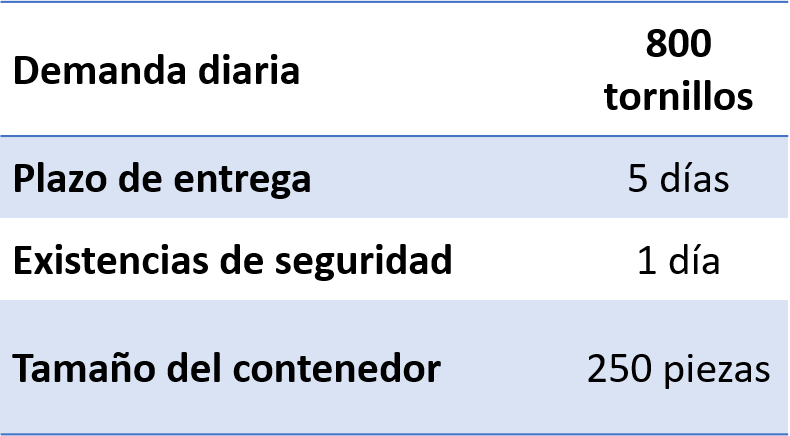 Demanda diaria
800
tornillos
Plazo de entrega
5 días
Existencias de seguridad
1 día
Tamaño del contenedor
250 piezas